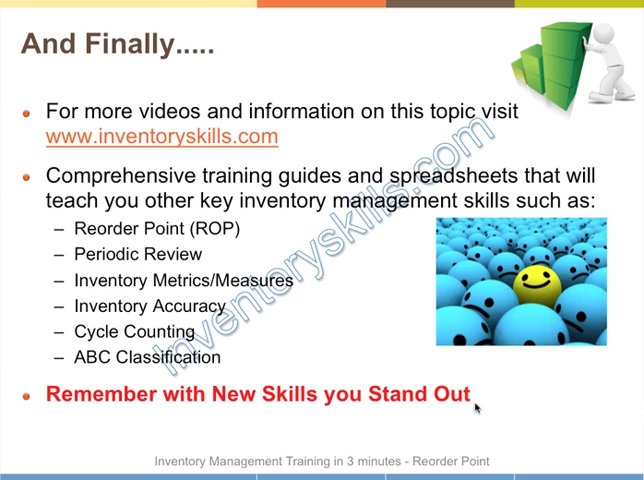 And Finally.....
For more videos and information on this topic visit
www.inventoryskills.com
Comprehensive training guides and spreadsheets that will
teach you other key inventory management skills such as:
– Reorder Point (ROP)
– Periodic Review
– Inventory Metrics/Measures
– Inventory Accuracy
– Cycle Counting
– ABC Classification
Remember with New Skills you Stand Out
Inventoryskills.com
Inventory Management Training in 3 minutes - Reorder Point